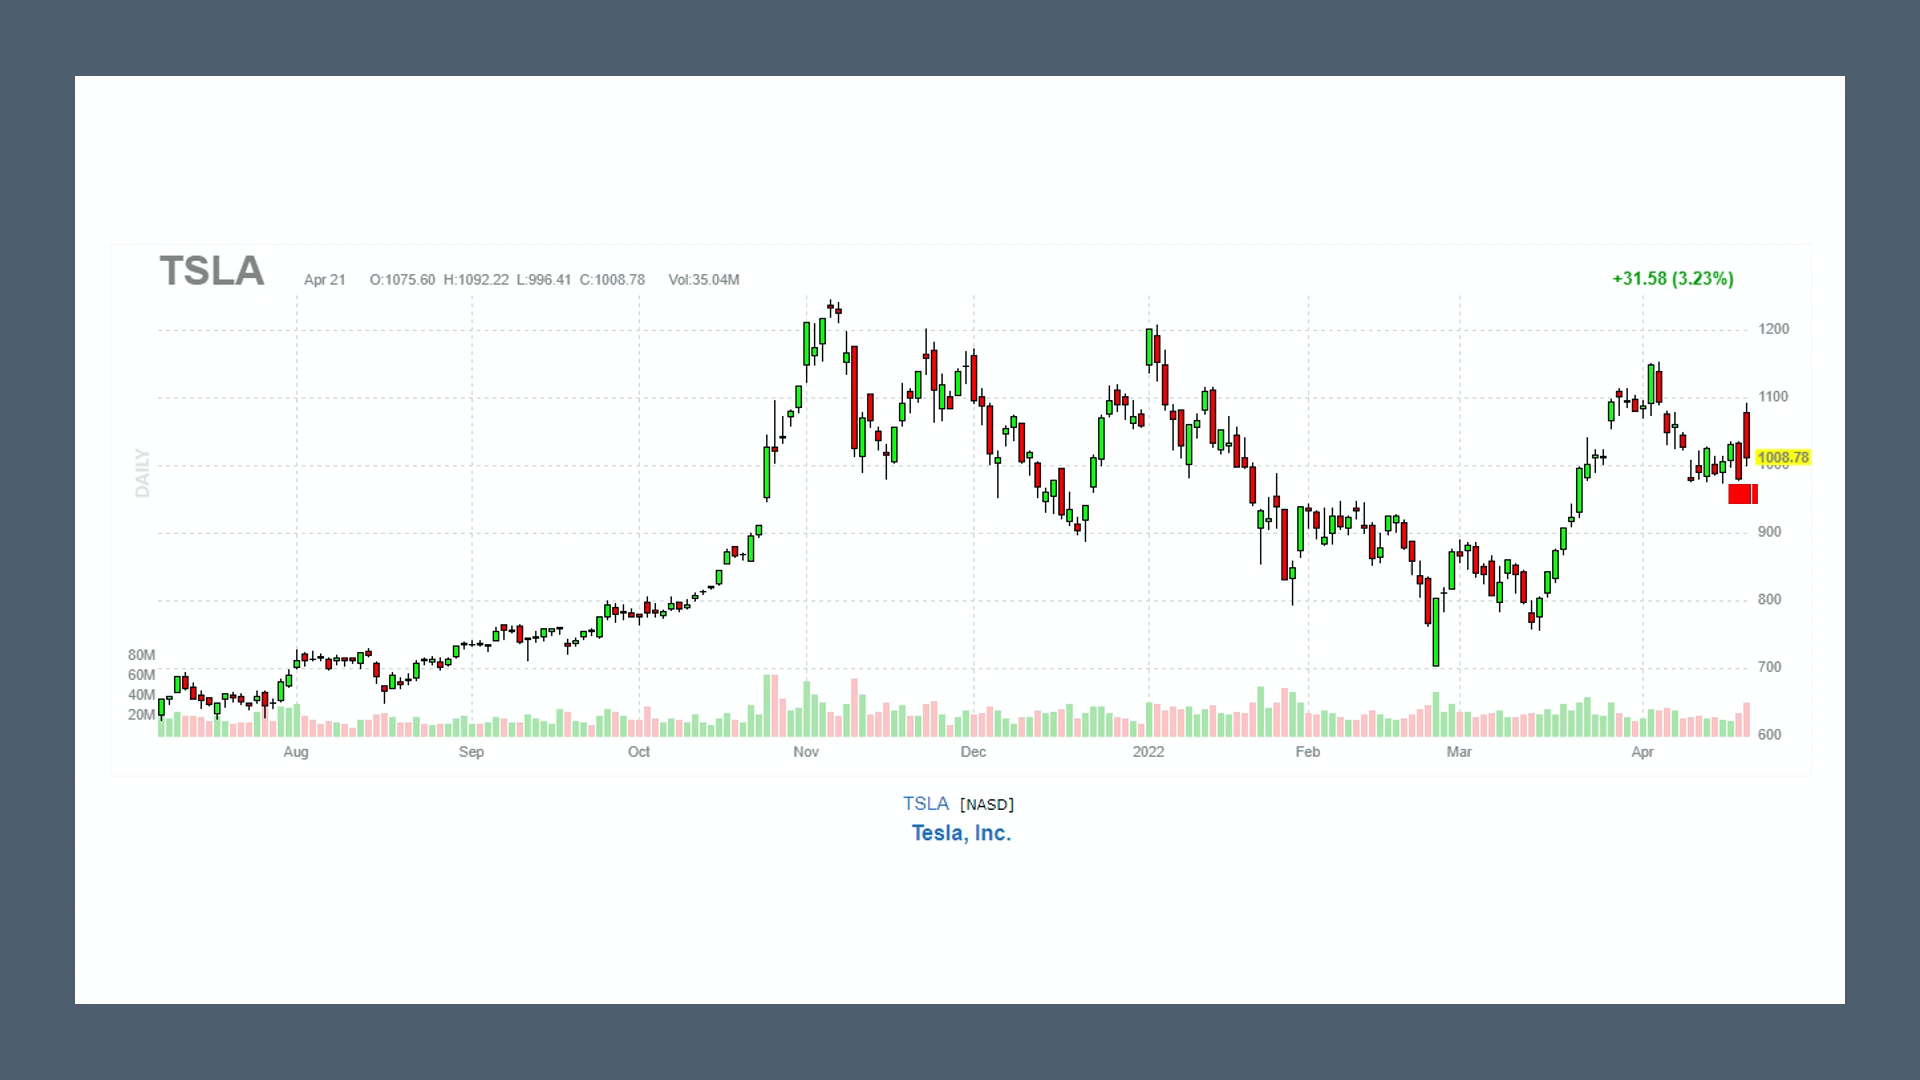 TSLA Apr 21 O:1075.60 H:1092.22 L:996.41 C:1008.78 Vol:35.04M +31.58 (3.23%)
1200
1100
1008.78
1000
900
800
700
600
DAILY
80M
60M
40M
20M
Aug Sep Oct Nov Dec 2022 Feb Mar Apr
TSLA [NASD]
Tesla, Inc.